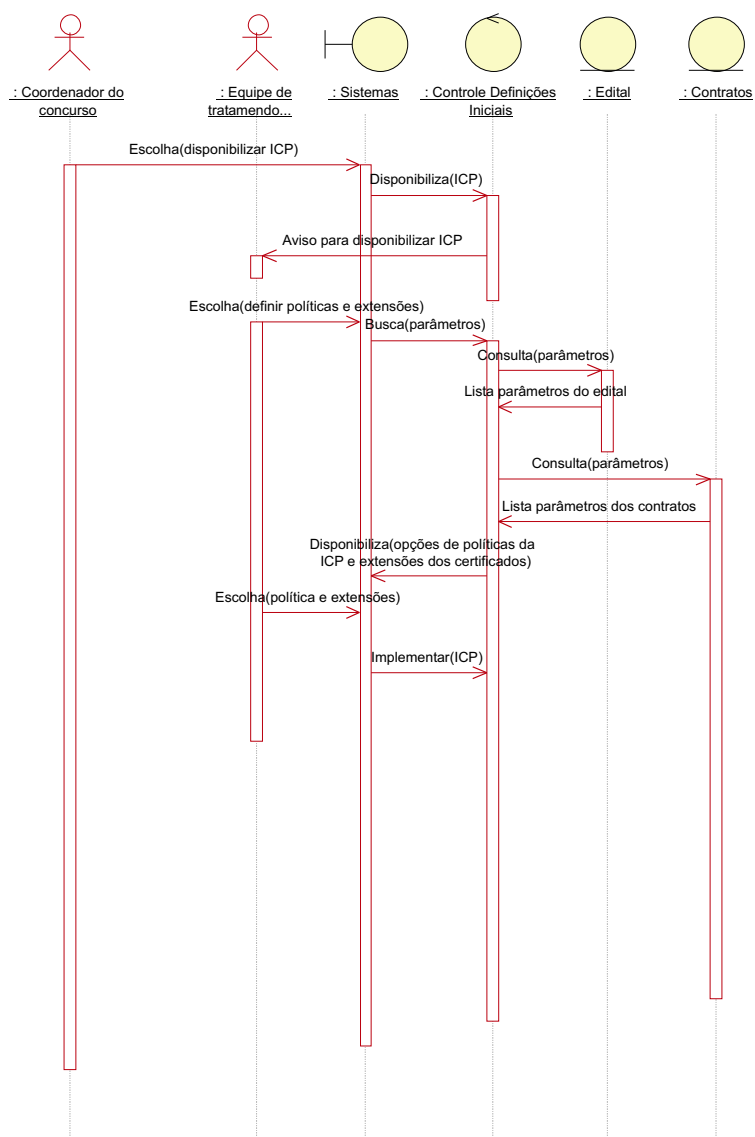 : Coordenador do
concurso
: Equipe de
tratamendo...
: Sistemas
: Controle Definições
Iniciais
: Edital
: Contratos
Escolha(disponibilizar ICP)
Disponibiliza(ICP)
Aviso para disponibilizar ICP
Escolha(definir políticas e extensões)
Busca(parâmetros)
Consulta(parâmetros)
Lista parâmetros do edital
Consulta(parâmetros)
Lista parâmetros dos contratos
Disponibiliza(opções de políticas da
ICP e extensões dos certificados)
Escolha(política e extensões)
Implementar(ICP)